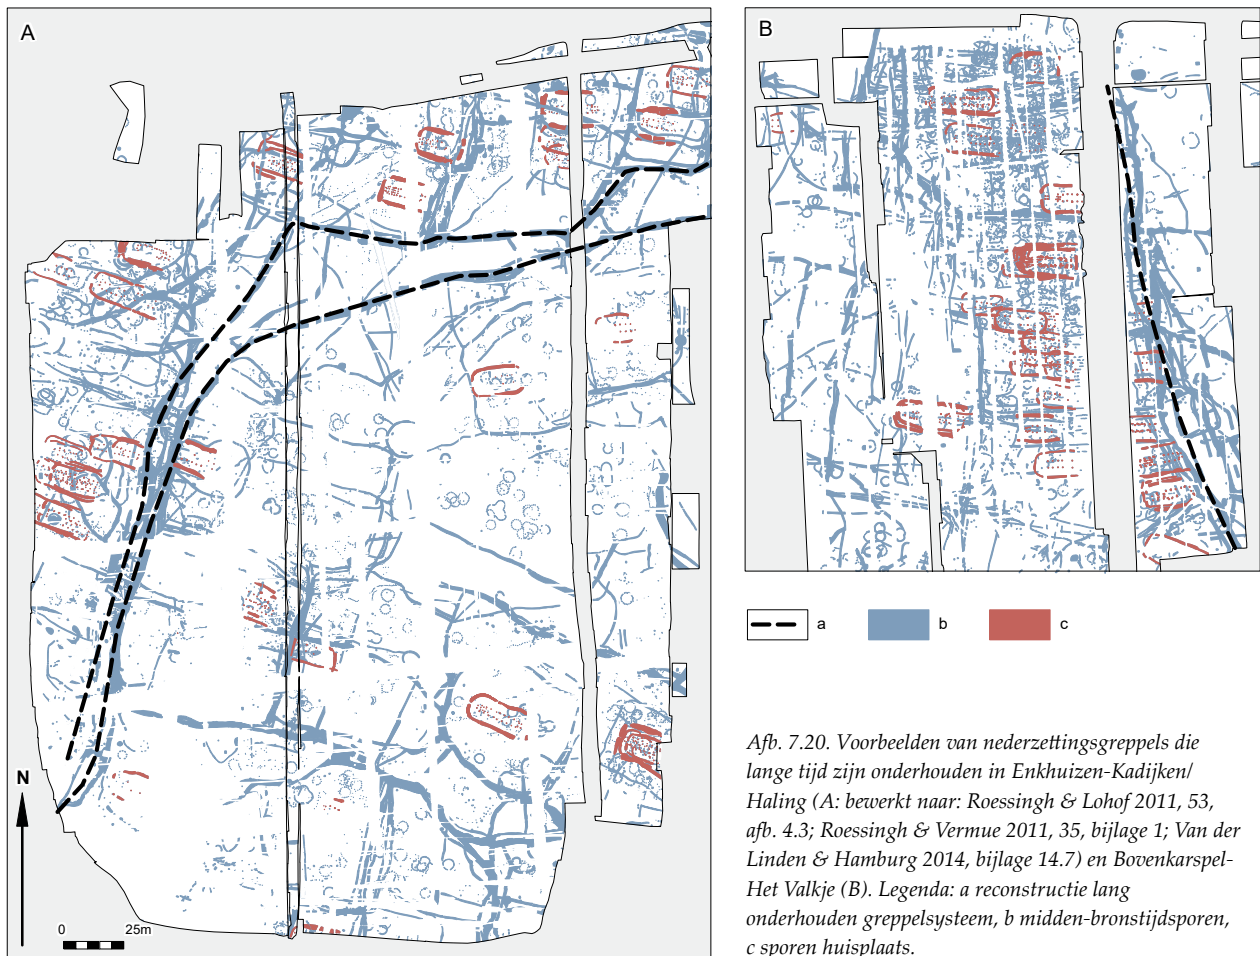 A
B
N
0 25m
a
b
c
Afb. 7.20. Voorbeelden van nederzettingsgreppels die
lange tijd zijn onderhouden in Enkhuizen-Kadijken/
Haling (A: bewerkt naar: Roessingh & Lohof 2011, 53,
afb. 4.3; Roessingh & Vermue 2011, 35, bijlage 1; Van der
Linden & Hamburg 2014, bijlage 14.7) en Bovenkarspel-
Het Valkje (B). Legenda: a reconstructie lang
onderhouden greppelsysteem, b midden-bronstijdsporen,
c sporen huisplaats.